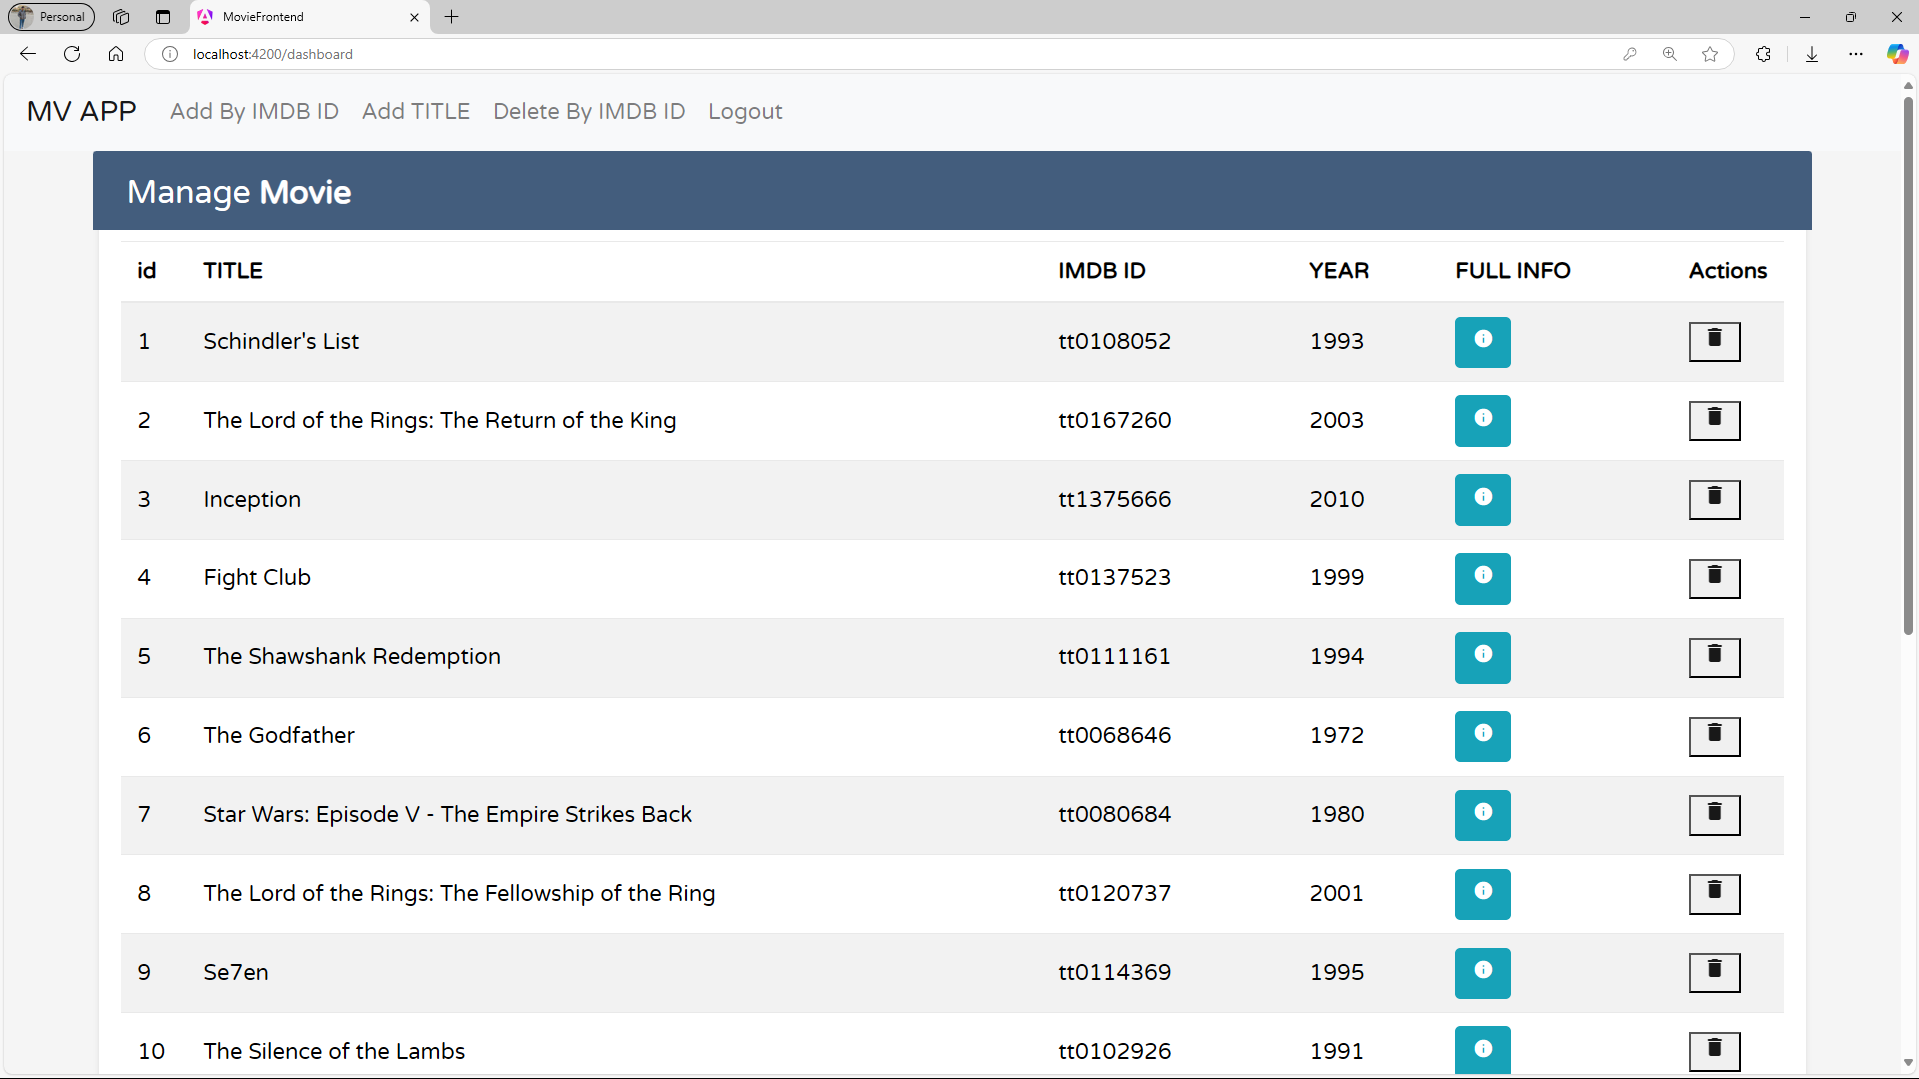 Personal
MovieFrontend
localhost:4200/dashboard
MV APP Add By IMDB ID Add TITLE Delete By IMDB ID Logout
Manage Movie
id TITLE IMDB ID YEAR FULL INFO Actions
1 Schindler's List tt0108052 1993
2 The Lord of the Rings: The Return of the King tt0167260 2003
3 Inception tt1375666 2010
4 Fight Club tt0137523 1999
5 The Shawshank Redemption tt0111161 1994
6 The Godfather tt0068646 1972
7 Star Wars: Episode V - The Empire Strikes Back tt0080684 1980
8 The Lord of the Rings: The Fellowship of the Ring tt0120737 2001
9 Se7en tt0114369 1995
10 The Silence of the Lambs tt0102926 1991